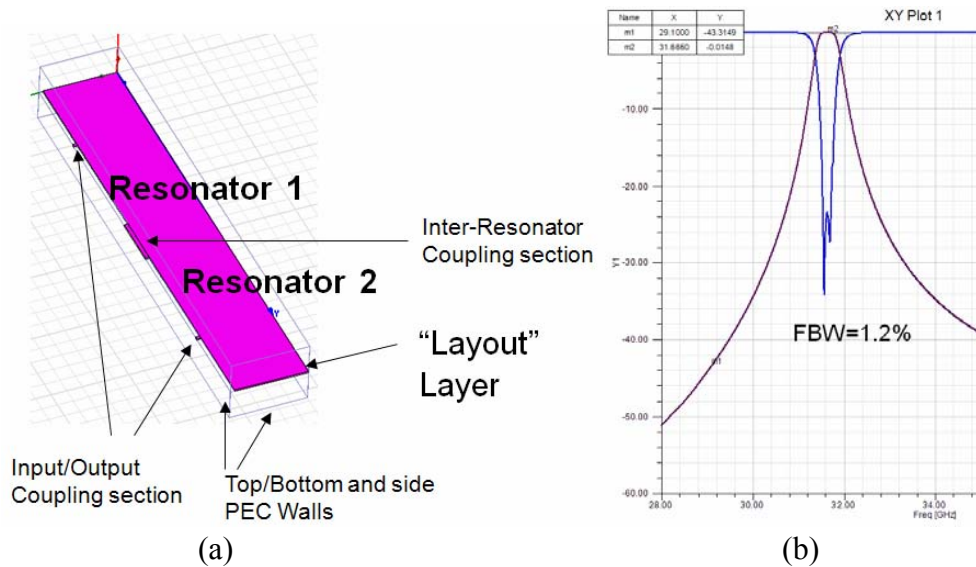 Resonator 1
Resonator 2
Inter-Resonator
Coupling section
“Layout”
Layer
Input/Output
Coupling section
Top/Bottom and side
PEC Walls
Y
(a)
XY Plot 1
Name X Y
m1 29.1000 -43.3149
m2 31.6660 -0.0148
m2
-10.00
-20.00
-30.00
-40.00
-50.00
-60.00
Y1
m1
FBW=1.2%
28.00 30.00 32.00 34.00
Freq [GHz]
(b)